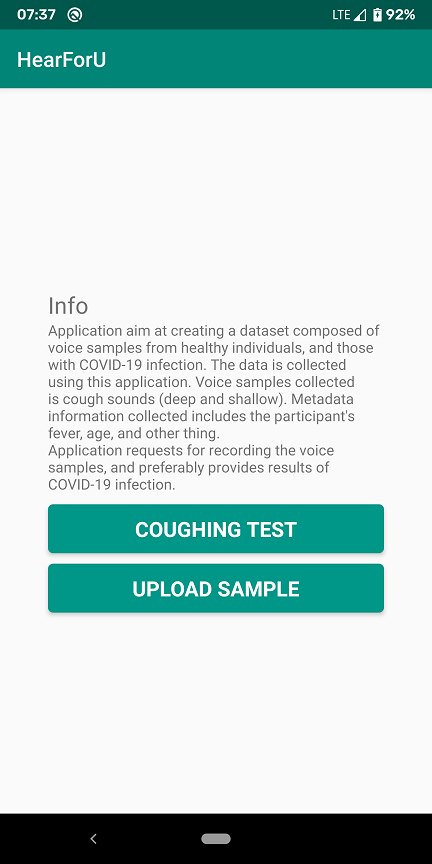 07:37 LTE 92%
HearForU
Info
Application aim at creating a dataset composed of
voice samples from healthy individuals, and those
with COVID-19 infection. The data is collected
using this application. Voice samples collected
is cough sounds (deep and shallow). Metadata
information collected includes the participant's
fever, age, and other thing.
Application requests for recording the voice
samples, and preferably provides results of
COVID-19 infection.
COUGHING TEST
UPLOAD SAMPLE